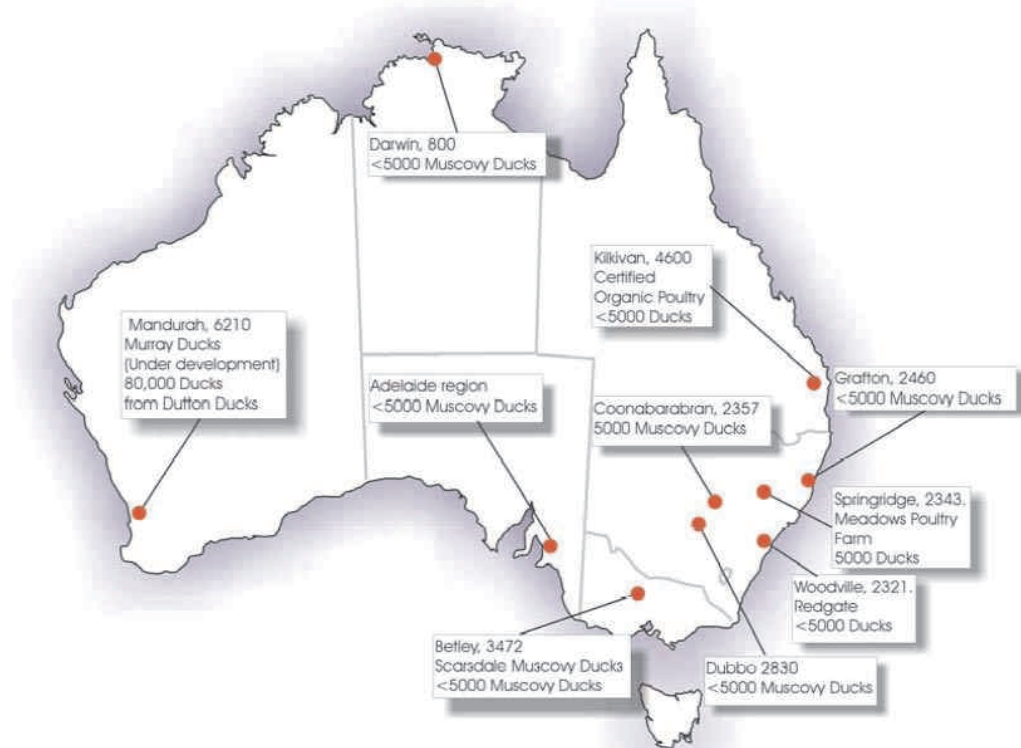 Darwin, 800
<5000 Muscovy Ducks
Kilkivan, 4600
Certified
Organic Poultry
<5000 Ducks
Mandurah, 6210
Murray Ducks
(Under development)
80,000 Ducks
from Dutton Ducks
Adelaide region
<5000 Muscovy Ducks
Grafton, 2460
<5000 Muscovy Ducks
Coonabarabran, 2357
5000 Muscovy Ducks
Springridge, 2343.
Meadows Poultry
Farm
5000 Ducks
Woodville, 2321.
Redgate
<5000 Ducks
Betley, 3472
Scarsdale Muscovy Ducks
<5000 Muscovy Ducks
Dubbo 2830
<5000 Muscovy Ducks